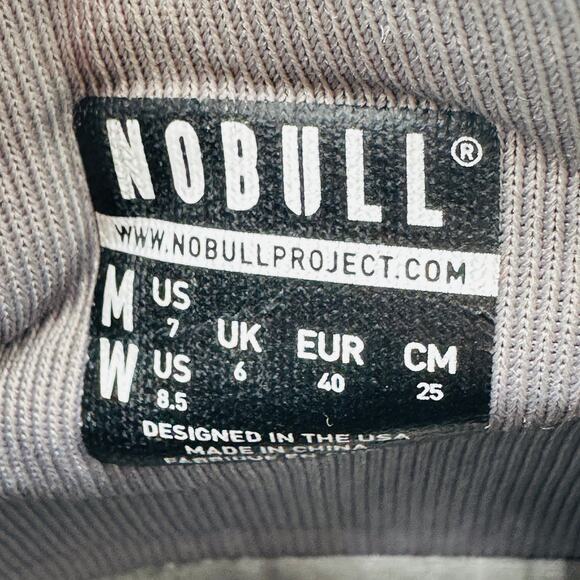 NOBULL®
WWW.NOBULLPROJECT.COM
M US 7
W US 8.5
UK 6
EUR 40
CM 25
DESIGNED IN THE USA
MADE IN CHINA